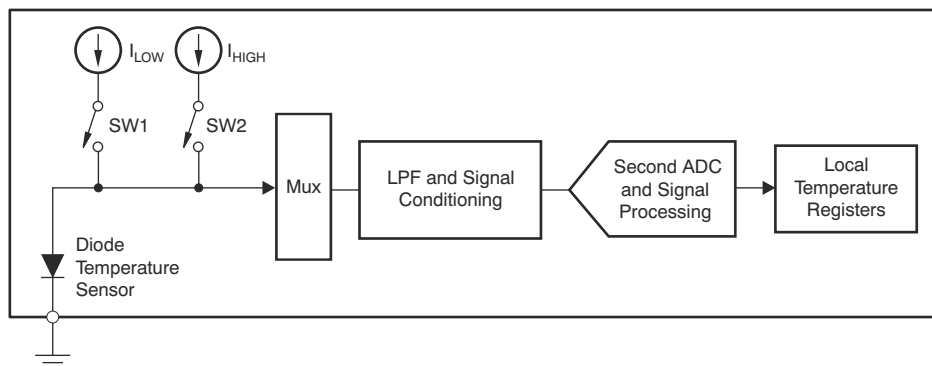 I_LOW
I_HIGH
SW1
SW2
Mux
LPF and Signal
Conditioning
Second ADC
and Signal
Processing
Local
Temperature
Registers
Diode
Temperature
Sensor